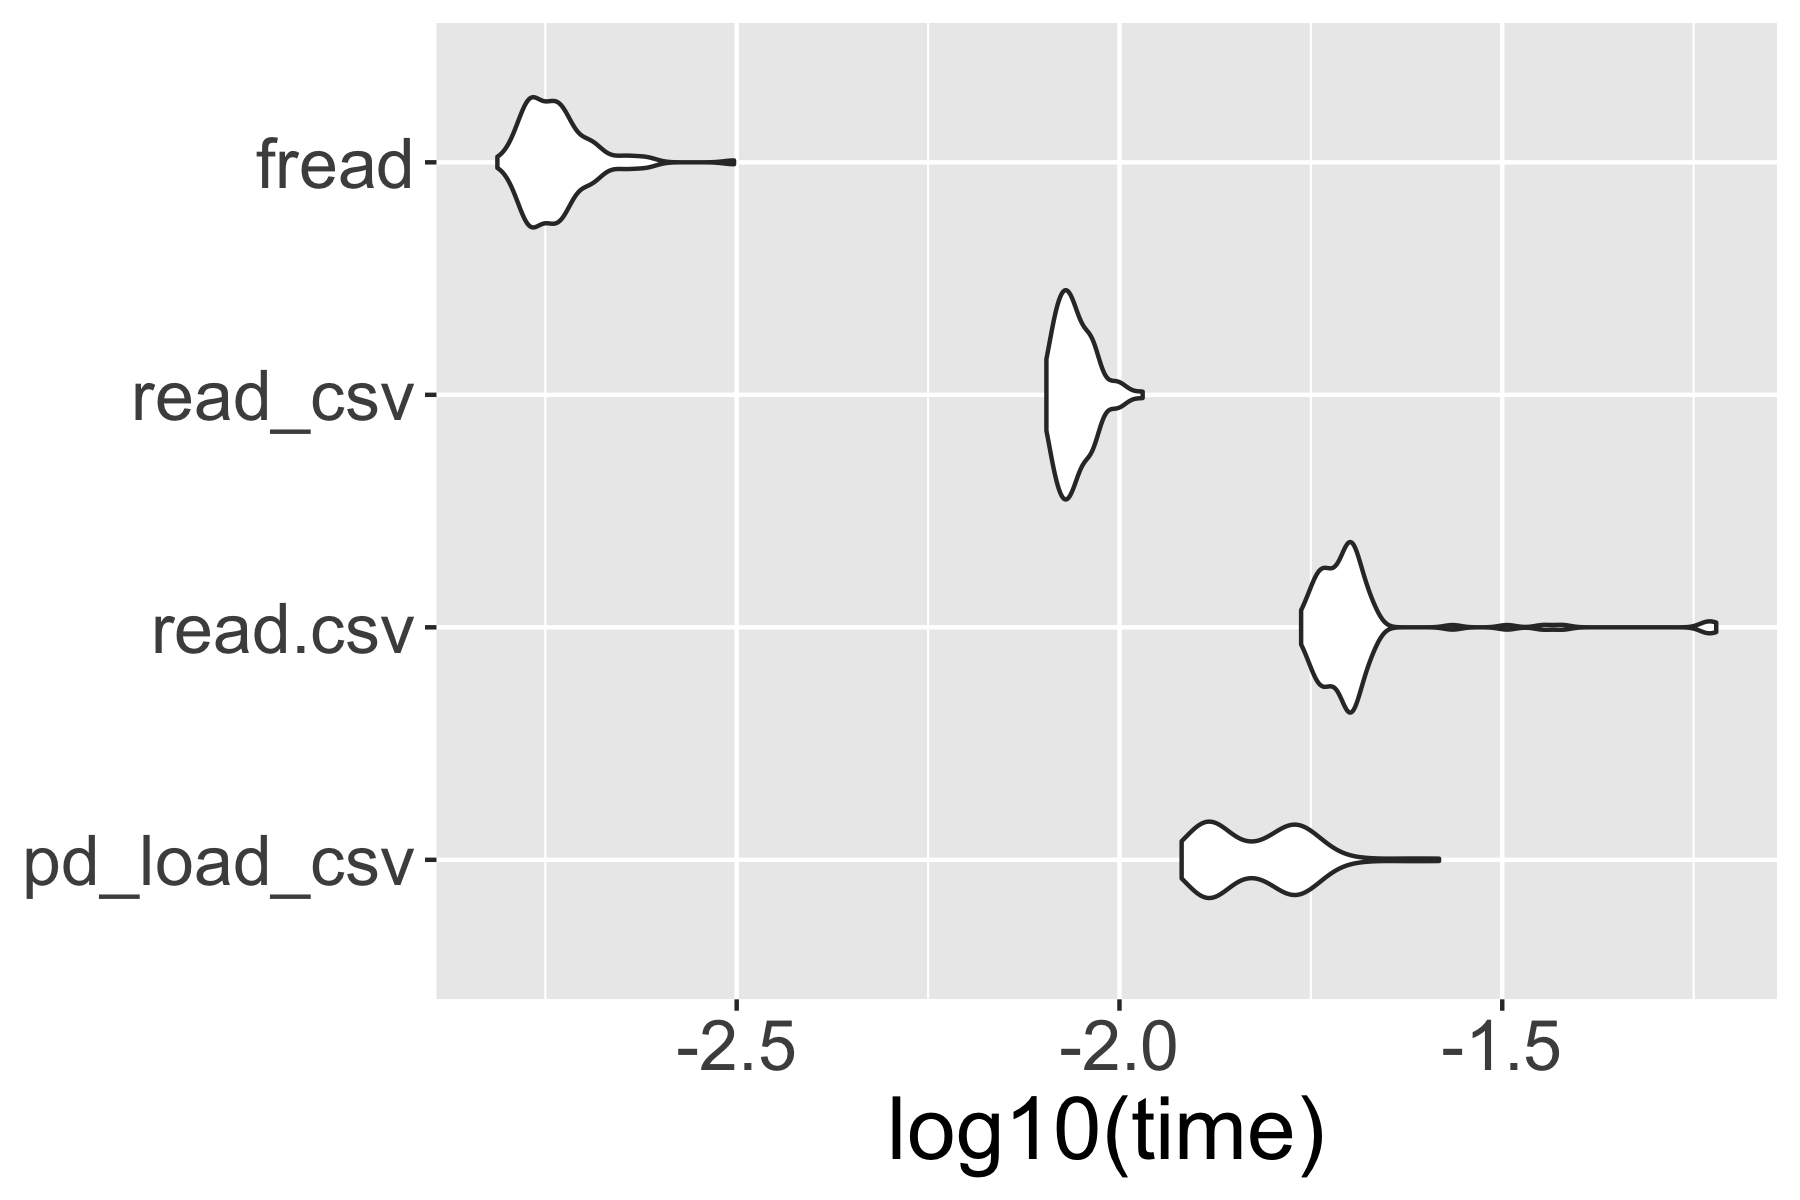 fread
read_csv
read.csv
pd_load_csv
-2.5 -2.0 -1.5
log10(time)